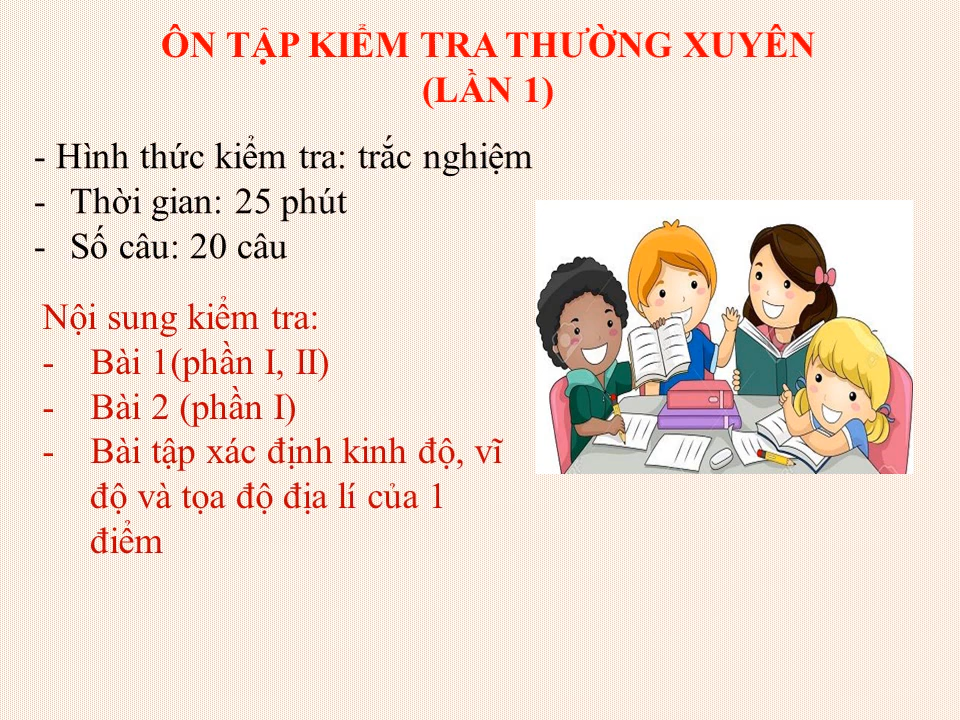 ÔN TẬP KIỂM TRA THƯỜNG XUYÊN
(LẦN 1)
- Hình thức kiểm tra: trắc nghiệm
- Thời gian: 25 phút
- Số câu: 20 câu
Nội sung kiểm tra:
- Bài 1(phần I, II)
- Bài 2 (phần I)
- Bài tập xác định kinh độ, vĩ
độ và tọa độ địa lí của 1
điểm